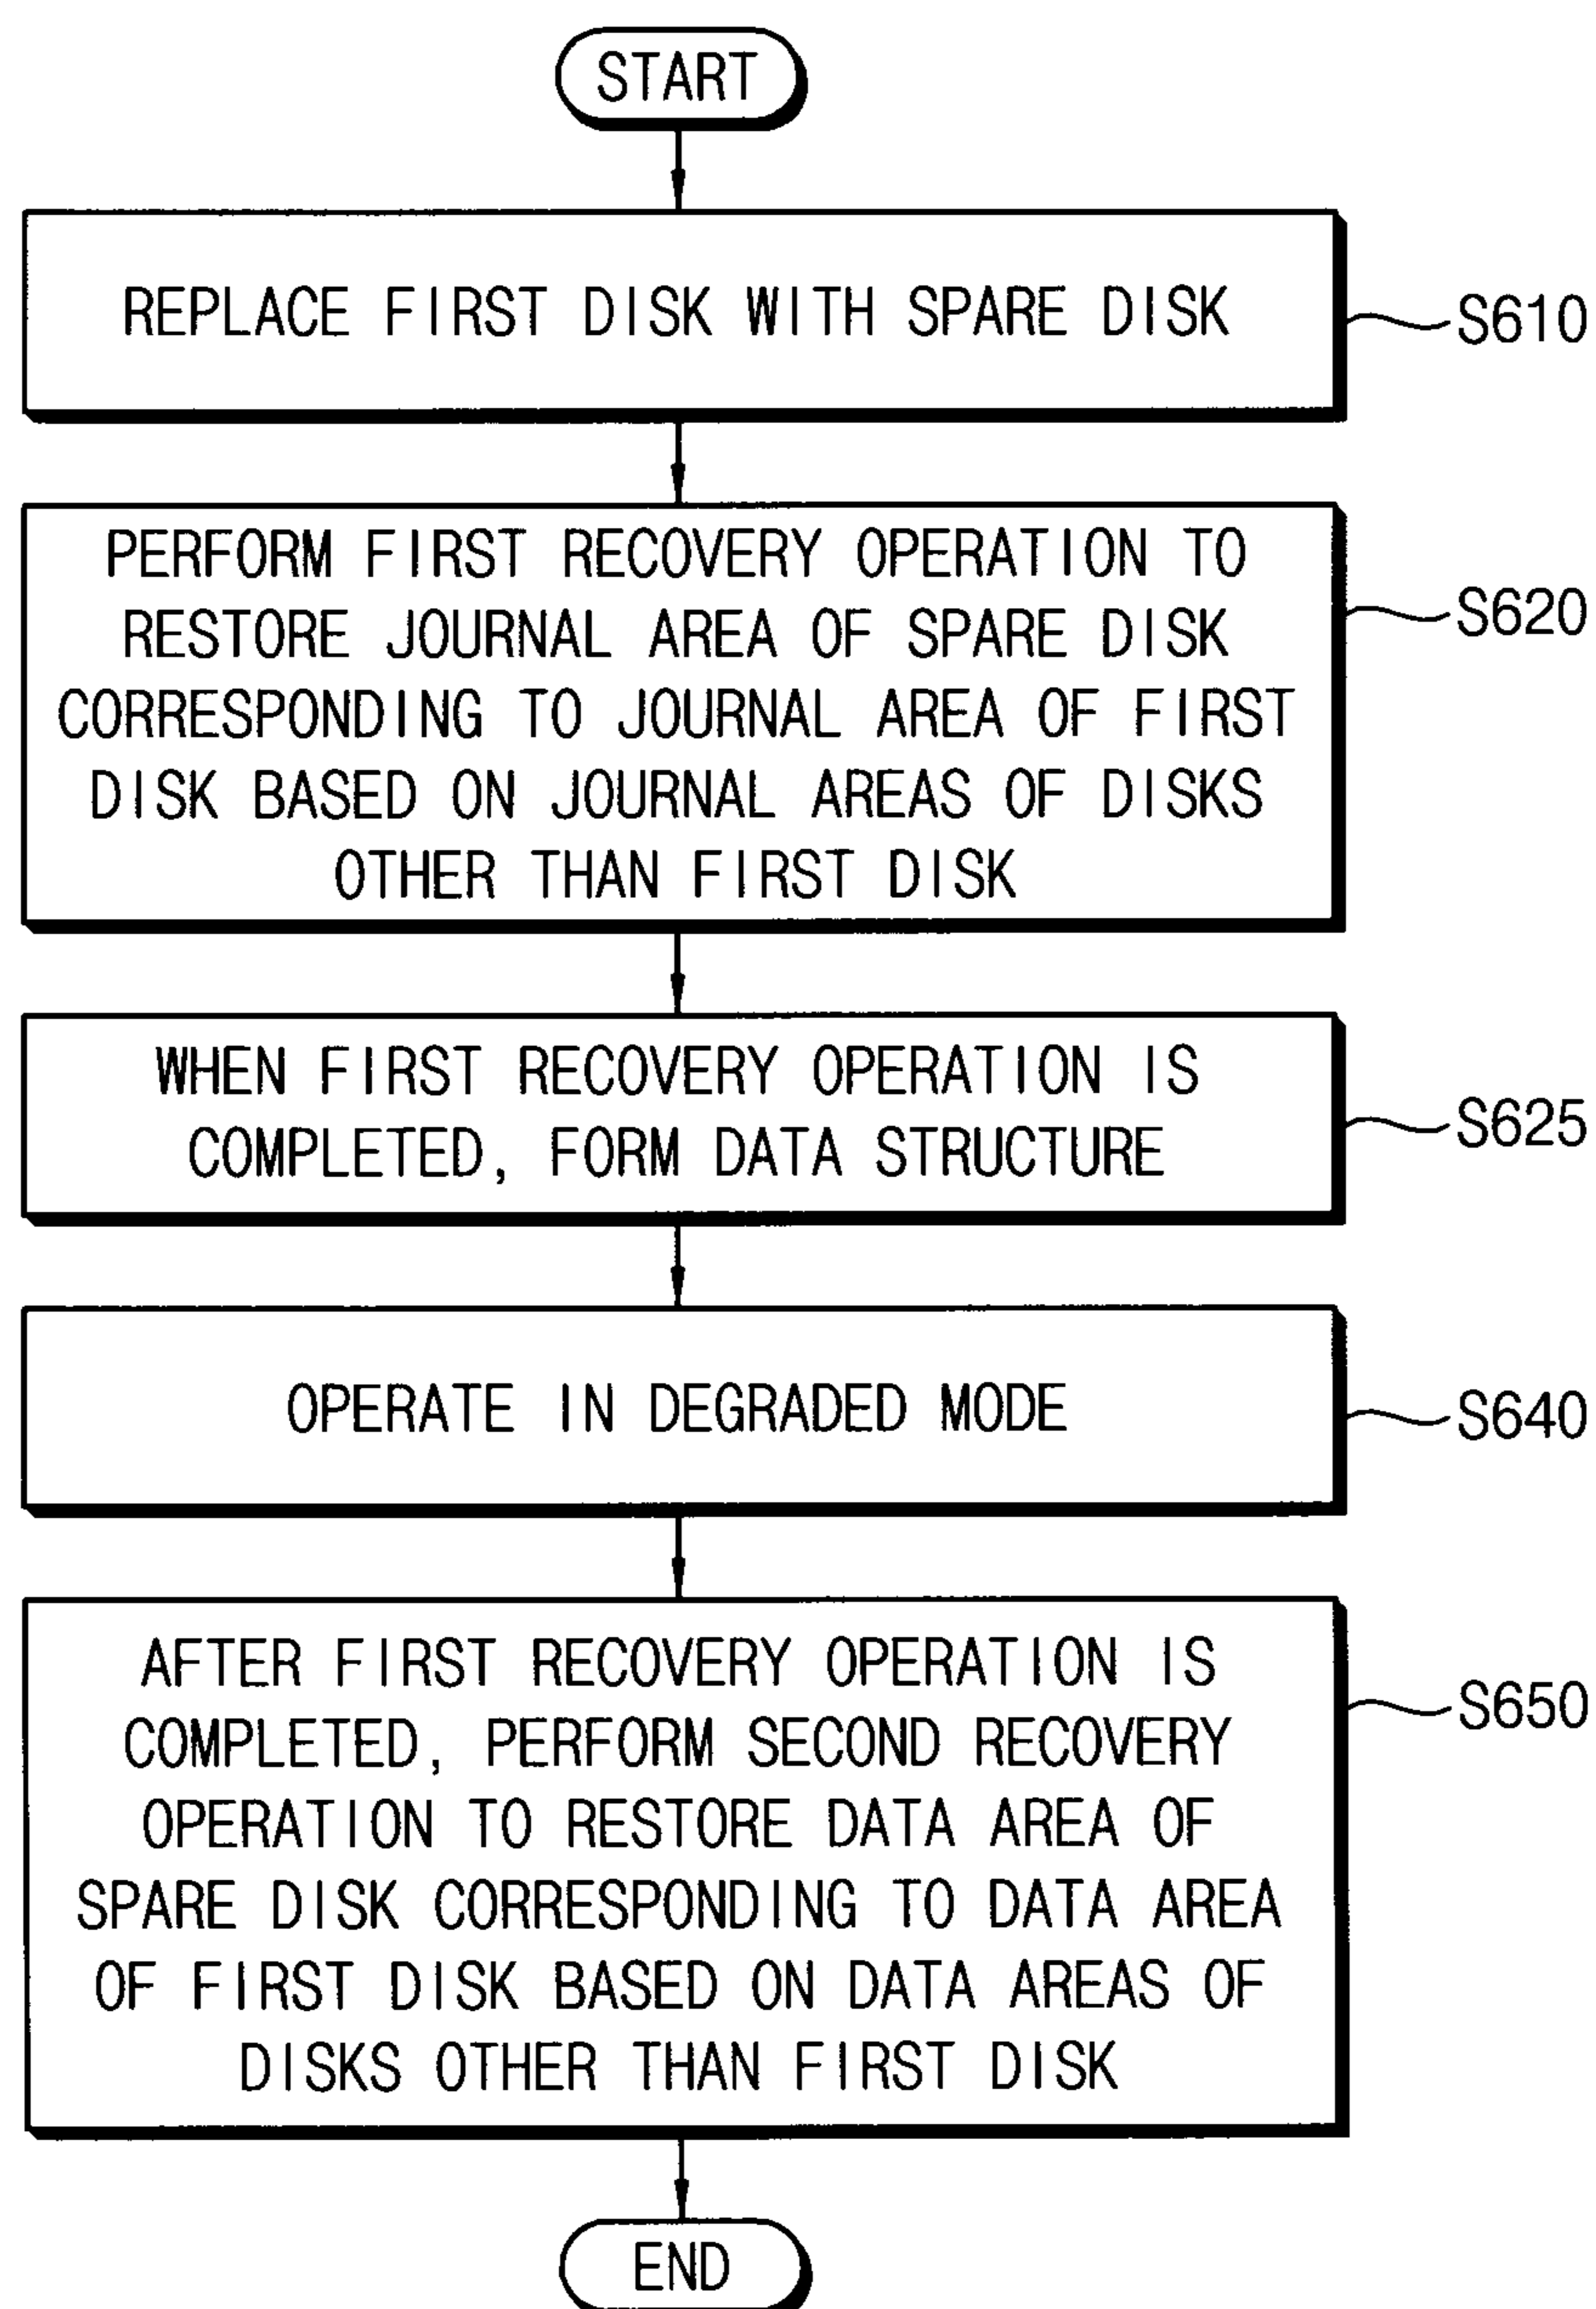 START
REPLACE FIRST DISK WITH SPARE DISK
S610
PERFORM FIRST RECOVERY OPERATION TO
RESTORE JOURNAL AREA OF SPARE DISK
CORRESPONDING TO JOURNAL AREA OF FIRST
DISK BASED ON JOURNAL AREAS OF DISKS
OTHER THAN FIRST DISK
S620
WHEN FIRST RECOVERY OPERATION IS
COMPLETED, FORM DATA STRUCTURE
S625
OPERATE IN DEGRADED MODE
S640
AFTER FIRST RECOVERY OPERATION IS
COMPLETED, PERFORM SECOND RECOVERY
OPERATION TO RESTORE DATA AREA OF
SPARE DISK CORRESPONDING TO DATA AREA
OF FIRST DISK BASED ON DATA AREAS OF
DISKS OTHER THAN FIRST DISK
S650
END